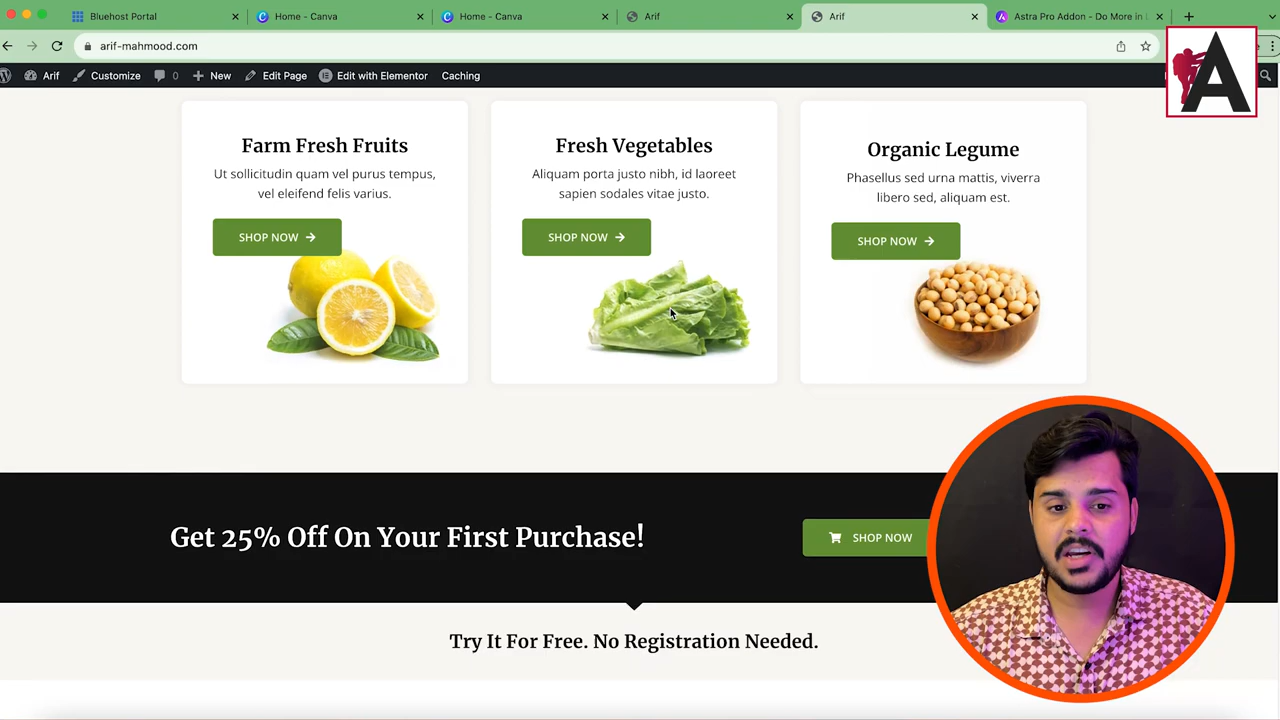 Bluehost Portal
Home - Canva
Home - Canva
Arif
Arif
Astra Pro Addon - Do More in L
arif-mahmood.com
Arif
Customize
0
New
Edit Page
Edit with Elementor
Caching
A
Farm Fresh Fruits
Ut sollicitudin quam vel purus tempus,
vel eleifend felis varius.
SHOP NOW
Fresh Vegetables
Aliquam porta justo nibh, id laoreet
sapien sodales vitae justo.
SHOP NOW
Organic Legume
Phasellus sed urna mattis, viverra
libero sed, aliquam est.
SHOP NOW
Get 25% Off On Your First Purchase!
SHOP NOW
Try It For Free. No Registration Needed.